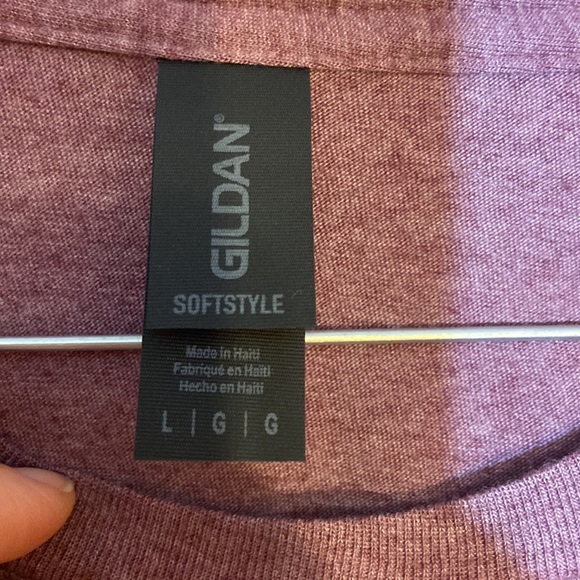 GILDAN®
SOFTSTYLE
Made in Haiti
Fabriqué en Haïti
Hecho en Haití
L | G | G